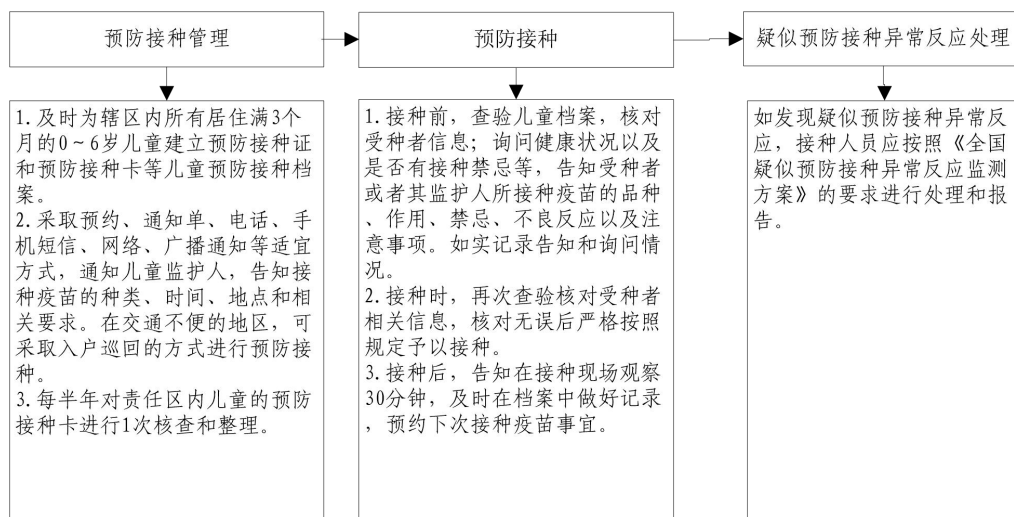 预防接种管理
预防接种
疑似预防接种异常反应处理
1.及时为辖区内所有居住满3个
月的0~6岁儿童建立预防接种证
和预防接种卡等儿童预防接种档
案。
2.采取预约、通知单、电话、手
机短信、网络、广播通知等适宜
方式，通知儿童监护人，告知接
种疫苗的种类、时间、地点和相
关要求。在交通不便的地区，可
采取入户巡回的方式进行预防接
种。
3.每半年对责任区内儿童的预防
接种卡进行1次核查和整理。
1.接种前，查验儿童档案，核对
受种者信息；询问健康状况以及
是否有接种禁忌等，告知受种者
或者其监护人所接种疫苗的品种
、作用、禁忌、不良反应以及注
意事项。如实记录告知和询问情
况。
2.接种时，再次查验核对受种者
相关信息，核对无误后严格按照
规定予以接种。
3.接种后，告知在接种现场观察
30分钟，及时在档案中做好记录
，预约下次接种疫苗事宜。
如发现疑似预防接种异常反
应，接种人员应按照《全国
疑似预防接种异常反应监测
方案》的要求进行处理和报
告。